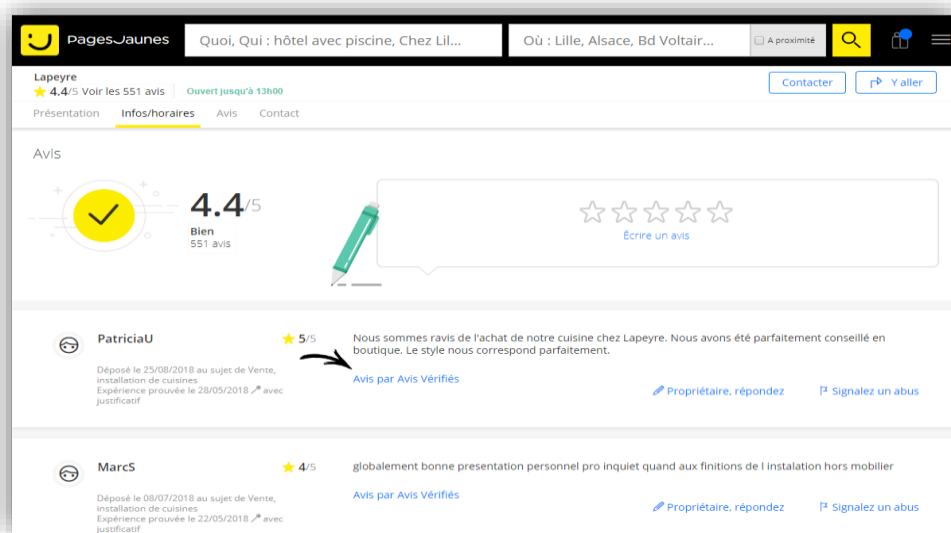 PagesJaunes
Quoi, Qui : hôtel avec piscine, Chez Lil...
Où : Lille, Alsace, Bd Voltair...
A proximité
Lapeyre
4.4/5 Voir les 551 avis
Ouvert jusqu'à 13h00
Contacter
Y aller
Présentation
Infos/horaires
Avis
Contact
Avis
4.4/5
Bien
551 avis
Écrire un avis
PatriciaU
5/5
Déposé le 25/08/2018 au sujet de Vente,
installation de cuisines
Expérience prouvée le 28/05/2018 avec
justificatif
Nous sommes ravis de l'achat de notre cuisine chez Lapeyre. Nous avons été parfaitement conseillé en
boutique. Le style nous correspond parfaitement.
Avis par Avis Vérifiés
Propriétaire, répondez
Signalez un abus
MarcS
4/5
Déposé le 08/07/2018 au sujet de Vente,
installation de cuisines
Expérience prouvée le 22/05/2018 avec
justificatif
globalement bonne presentation personnel pro inquiet quand aux finitions de l instalation hors mobilier
Avis par Avis Vérifiés
Propriétaire, répondez
Signalez un abus